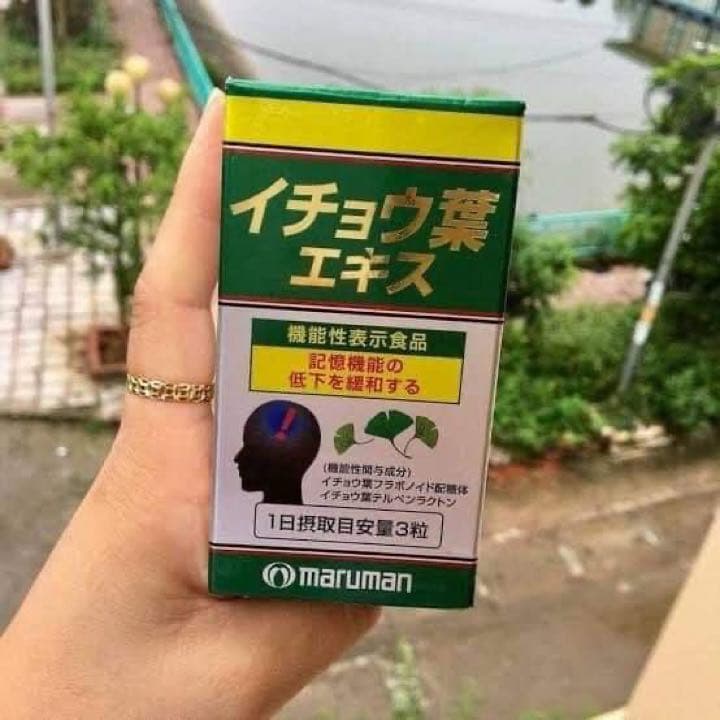 イチョウ葉
エキス
機能性表示食品
記憶機能の
低下を緩和する
(機能性関与成分)
イチョウ葉フラボノイド配糖体
イチョウ葉テルペンラクトン
1日摂取目安量3粒
maruman